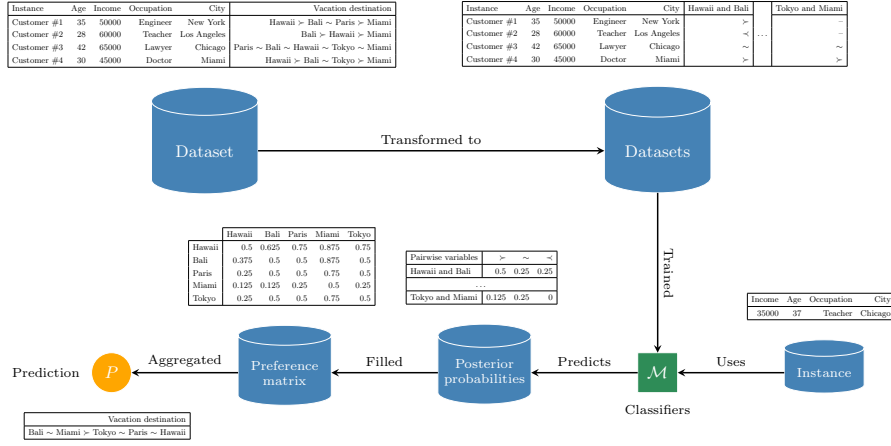 Instance Age Income Occupation City Vacation destination
Customer #1 35 50000 Engineer New York Hawaii ≻ Bali ∼ Paris ≻ Miami
Customer #2 28 60000 Teacher Los Angeles Bali ≻ Hawaii ≻ Miami
Customer #3 42 65000 Lawyer Chicago Paris ∼ Bali ∼ Hawaii ∼ Tokyo ∼ Miami
Customer #4 30 45000 Doctor Miami Hawaii ≻ Bali ∼ Tokyo ≻ Miami
Instance Age Income Occupation City Hawaii and Bali Tokyo and Miami
Customer #1 35 50000 Engineer New York ≻ –
Customer #2 28 60000 Teacher Los Angeles ≺ ... –
Customer #3 42 65000 Lawyer Chicago ∼ ∼
Customer #4 30 45000 Doctor Miami ≻ ≻
Dataset
Transformed to
Datasets
Trained
Hawaii Bali Paris Miami Tokyo
Hawaii 0.5 0.625 0.75 0.875 0.75
Bali 0.375 0.5 0.5 0.875 0.5
Paris 0.25 0.5 0.5 0.75 0.5
Miami 0.125 0.125 0.25 0.5 0.25
Tokyo 0.25 0.5 0.5 0.75 0.5
Pairwise variables ≻ ∼ ≺
Hawaii and Bali 0.5 0.25 0.25
...
Tokyo and Miami 0.125 0.25 0
Income Age Occupation City
35000 37 Teacher Chicago
Prediction
P
Aggregated
Preference
matrix
Filled
Posterior
probabilities
Predicts
M
Classifiers
Uses
Instance
Vacation destination
Bali ∼ Miami ≻ Tokyo ∼ Paris ∼ Hawaii